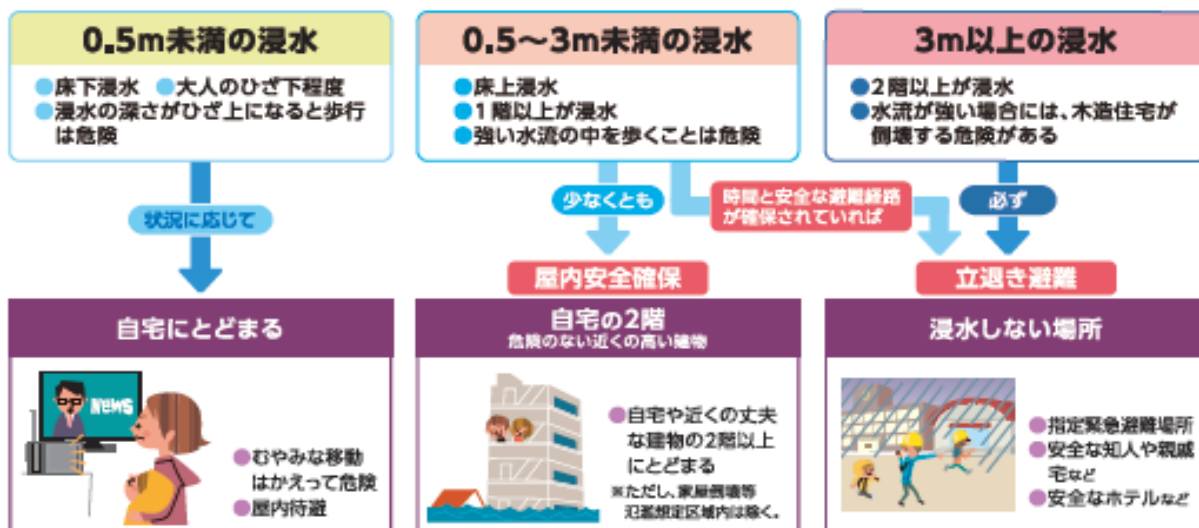 0.5m未満の浸水
●床下浸水 ●大人のひざ下程度
●浸水の深さがひざ上になると歩行
は危険
状況に応じて
自宅にとどまる
NEWS
●むやみな移動
はかえって危険
●屋内待避
0.5～3m未満の浸水
●床上浸水
●1階以上が浸水
●強い水流の中を歩くことは危険
少なくとも
時間と安全な避難経路
が確保されていれば
屋内安全確保
自宅の2階
危険のない近くの高い建物
●自宅や近くの丈夫
な建物の2階以上
にとどまる
※ただし、家屋倒壊等
氾濫想定区域内は除く。
3m以上の浸水
●2階以上が浸水
●水流が強い場合には、木造住宅が
倒壊する危険がある
必ず
立退き避難
浸水しない場所
●指定緊急避難場所
●安全な知人や親戚
宅など
●安全なホテルなど